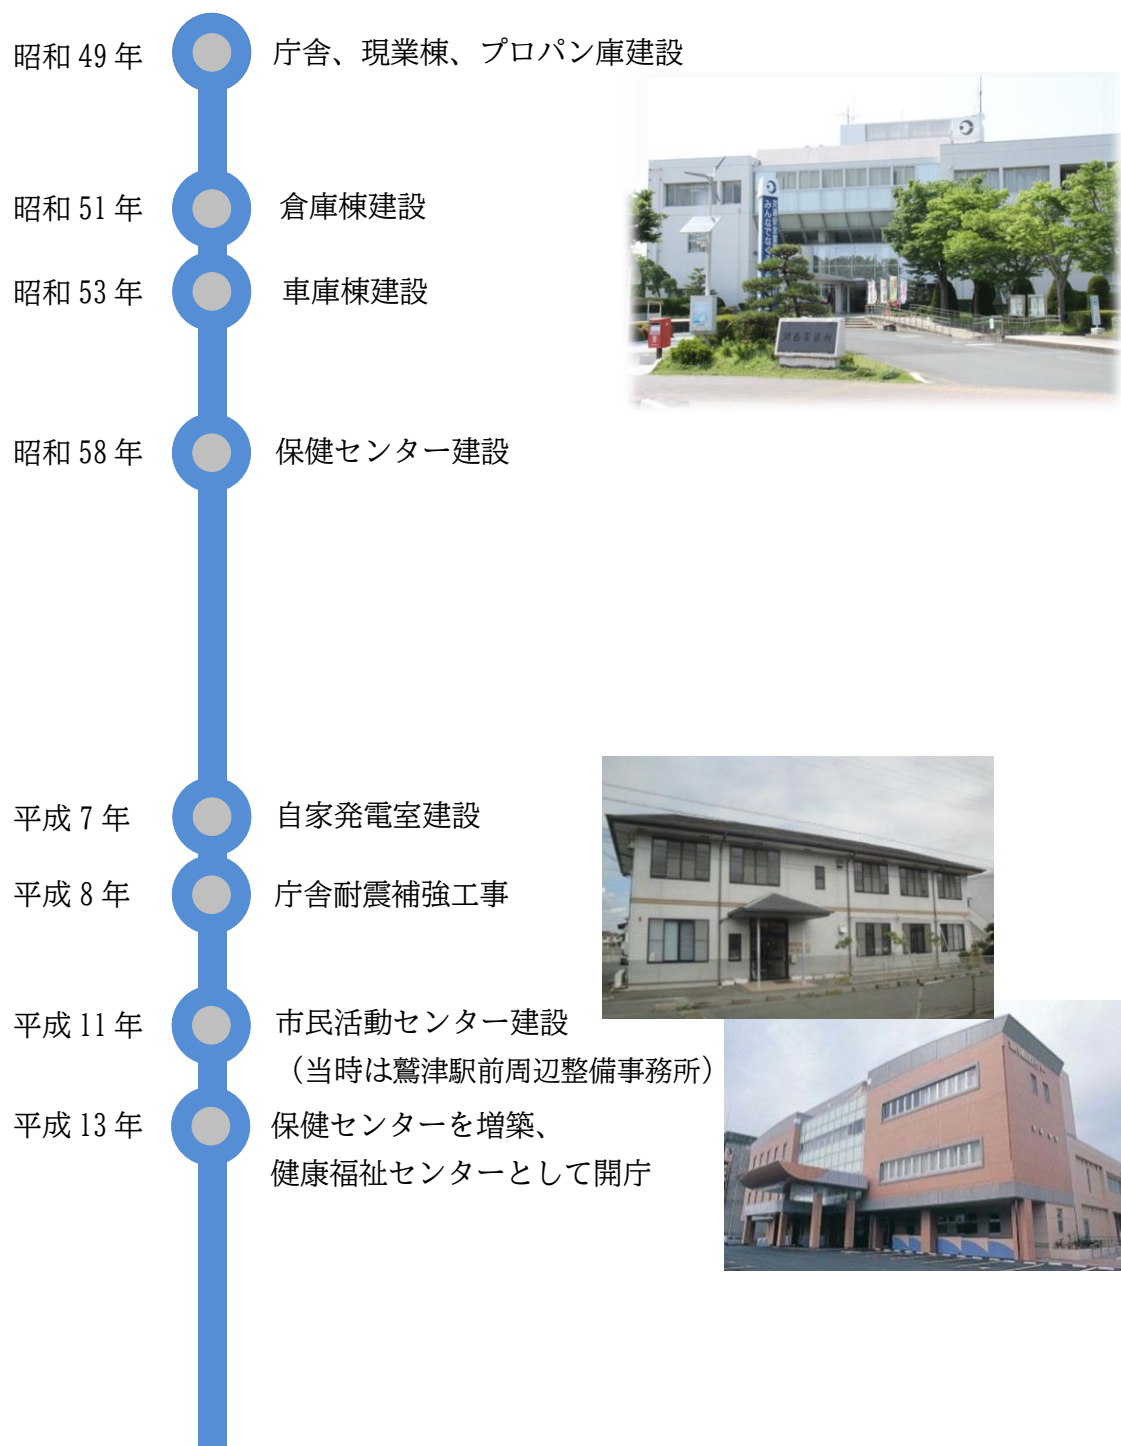 昭和 49 年
庁舎、現業棟、プロパン庫建設
昭和 51 年
倉庫棟建設
昭和 53 年
車庫棟建設
湖西市役所
昭和 58 年
保健センター建設
平成 7 年
自家発電室建設
平成 8 年
庁舎耐震補強工事
平成 11 年
市民活動センター建設
（当時は鷲津駅前周辺整備事務所）
平成 13 年
保健センターを増築、
健康福祉センターとして開庁